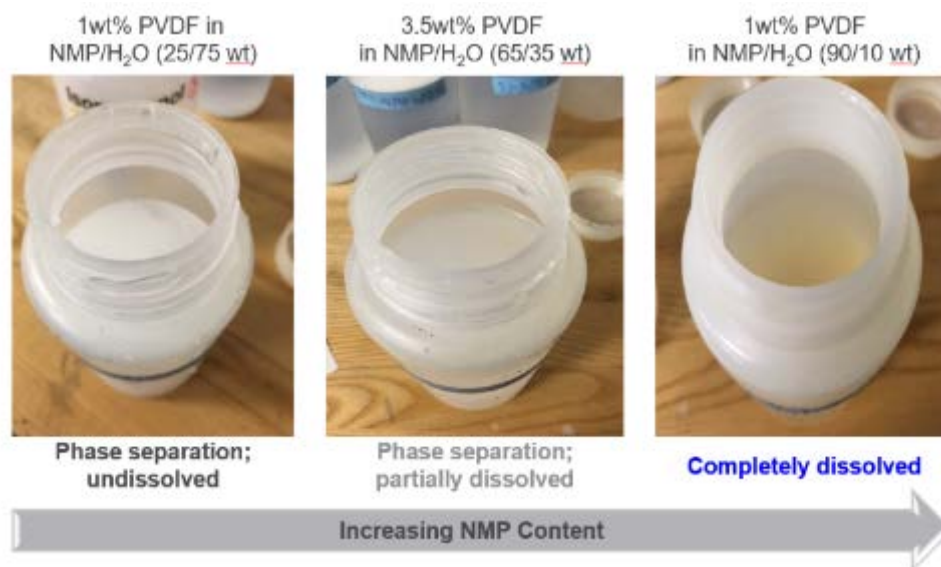 1wt% PVDF in
NMP/H₂O (25/75 wt)
3.5wt% PVDF
in NMP/H₂O (65/35 wt)
1wt% PVDF
in NMP/H₂O (90/10 wt)
Phase separation;
undissolved
Phase separation;
partially dissolved
Completely dissolved
Increasing NMP Content